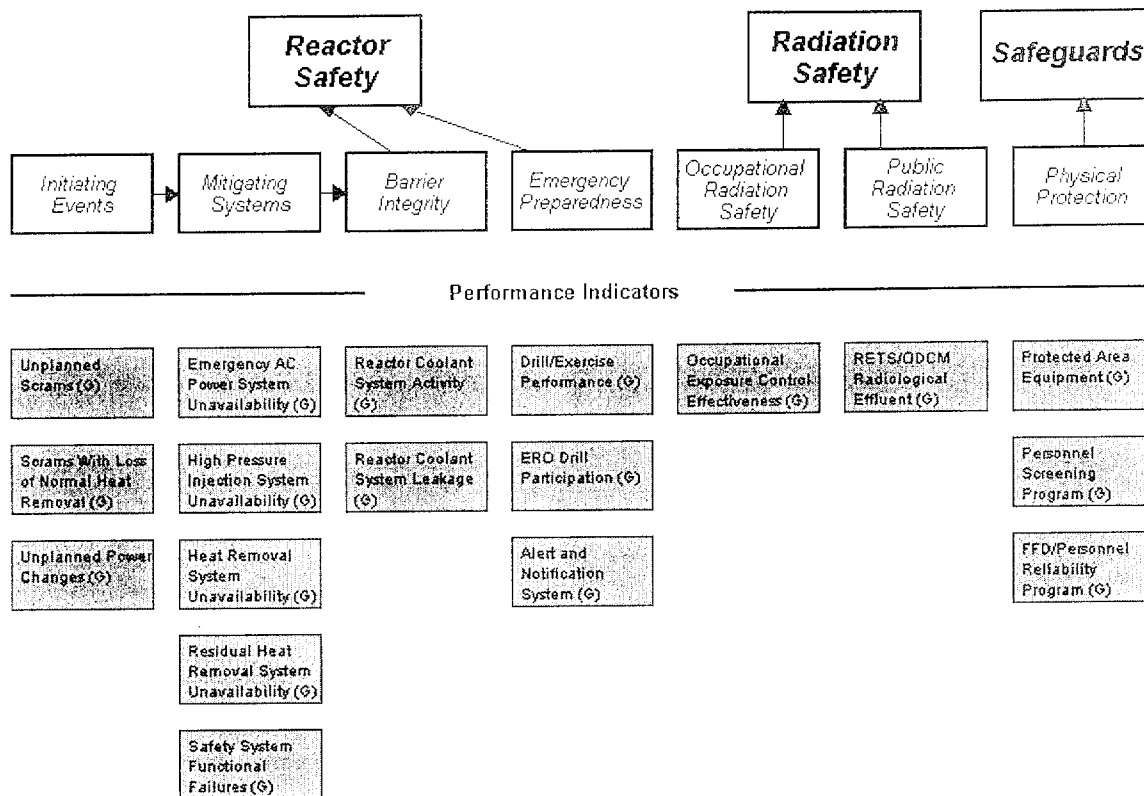 Reactor
Safety
Radiation
Safety
Safeguards
Initiating
Events
Mitigating
Systems
Barrier
Integrity
Emergency
Preparedness
Occupational
Radiation
Safety
Public
Radiation
Safety
Physical
Protection
Performance Indicators
Unplanned
Scrams (G)
Emergency AC
Power System
Unavailability (G)
Reactor Coolant
System Activity
(G)
Drill/Exercise
Performance (G)
Occupational
Exposure Control
Effectiveness (G)
RETS/ODCM
Radiological
Effluent (G)
Protected Area
Equipment (G)
Scrams With Loss
of Normal Heat
Removal (G)
High Pressure
Injection System
Unavailability (G)
Reactor Coolant
System Leakage (G)
ERO Drill
Participation (G)
Personnel
Screening
Program (G)
Unplanned Power
Changes (G)
Heat Removal
System
Unavailability (G)
Alert and
Notification
System (G)
FFD/Personnel
Reliability
Program (G)
Residual Heat
Removal System
Unavailability (G)
Safety System
Functional
Failures (G)